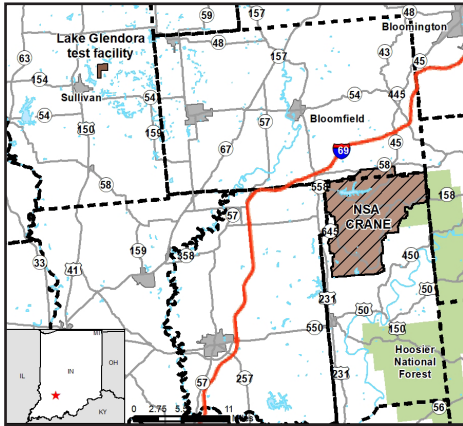 59
157
48
Bloomington
Lake Glendora
test facility
48
157
43
63
45
154
Sullivan
54
445
54
150
159
57
Bloomfield
54
45
67
69
58
58
558
158
57
NSA
CRANE
645
33
41
159
358
450
50
231
50
150
550
Hoosier
National
Forest
231
57
257
56
MI
IL
IN
OH
KY
0 2.75 5.5 11